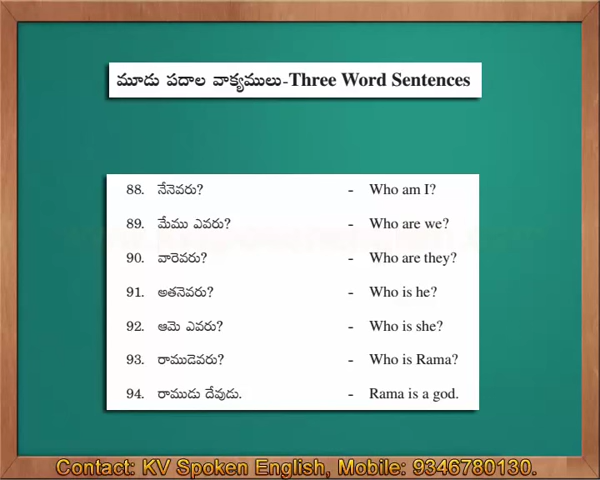 మూడు పదాల వాక్యములు-Three Word Sentences
88. నేనెవరు? - Who am I?
89. మేము ఎవరు? - Who are we?
90. వారెవరు? - Who are they?
91. అతనెవరు? - Who is he?
92. ఆమె ఎవరు? - Who is she?
93. రాముడెవరు? - Who is Rama?
94. రాముడు దేవుడు. - Rama is a god.
Contact: KV Spoken English, Mobile: 9346780130.